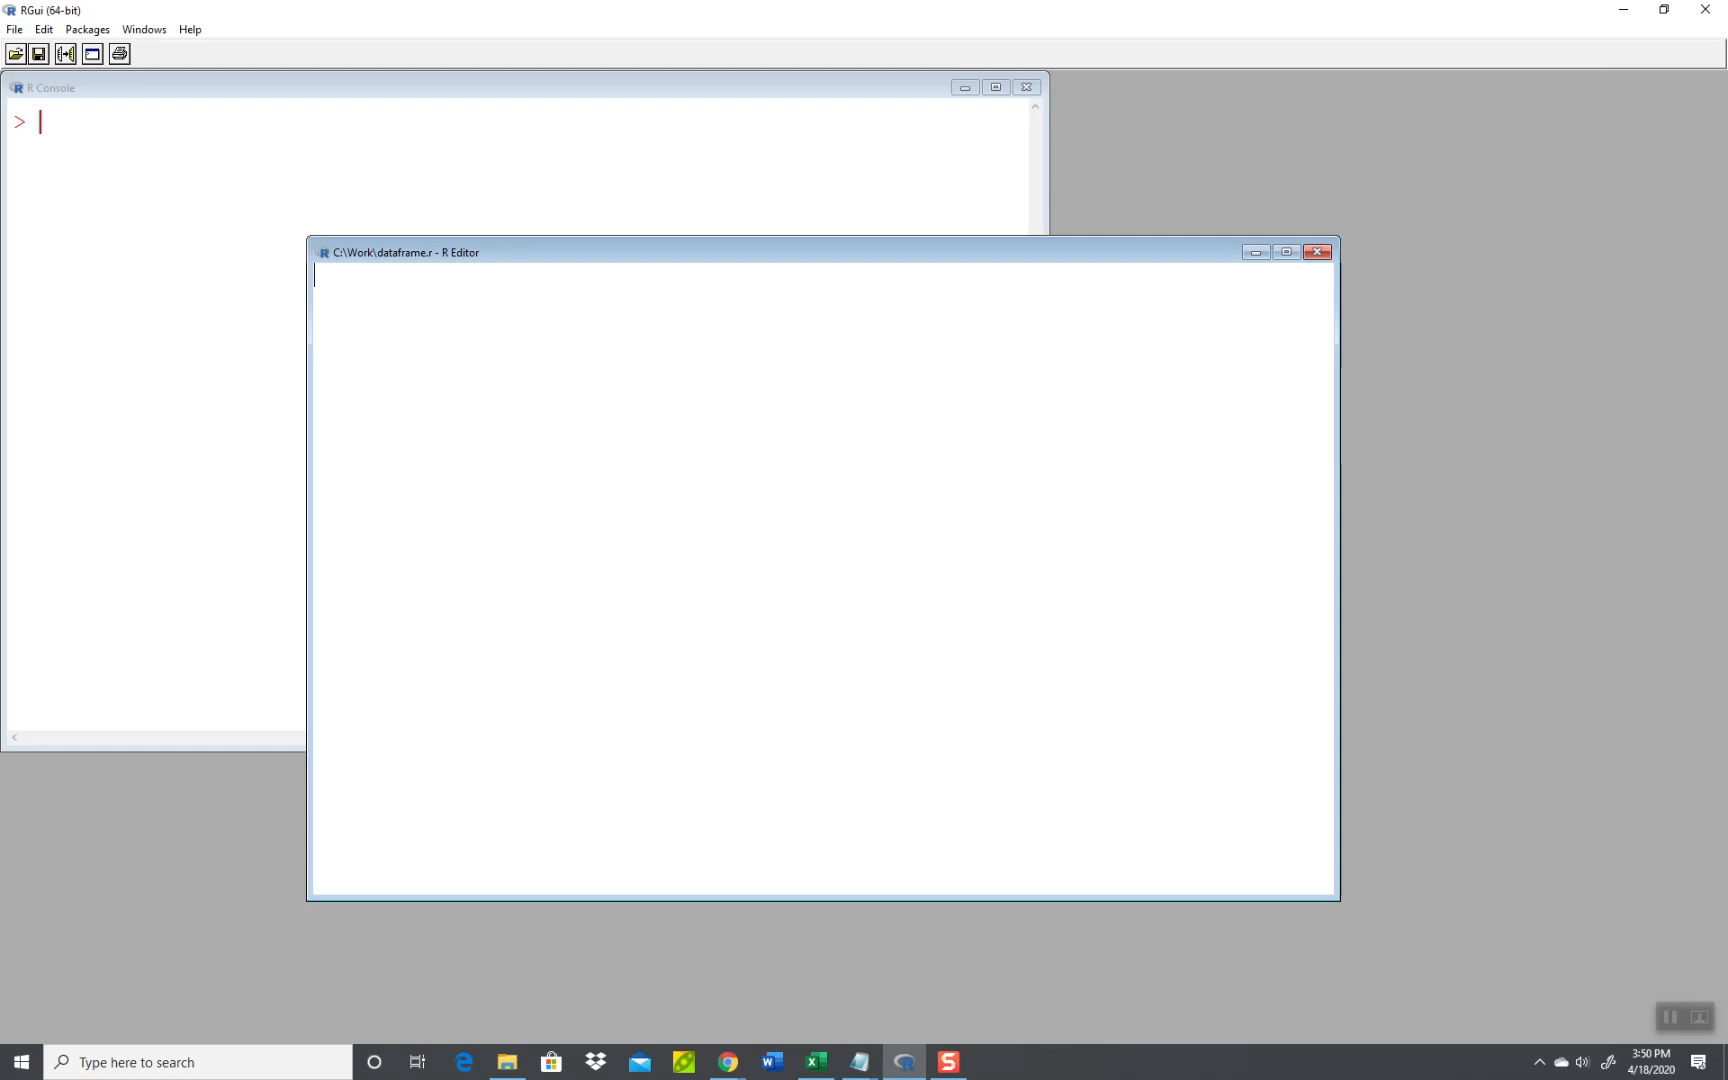 RGui (64-bit)
File Edit Packages Windows Help
R Console
>
C:\Work\dataframe.r - R Editor
Type here to search
3:50 PM
4/18/2020